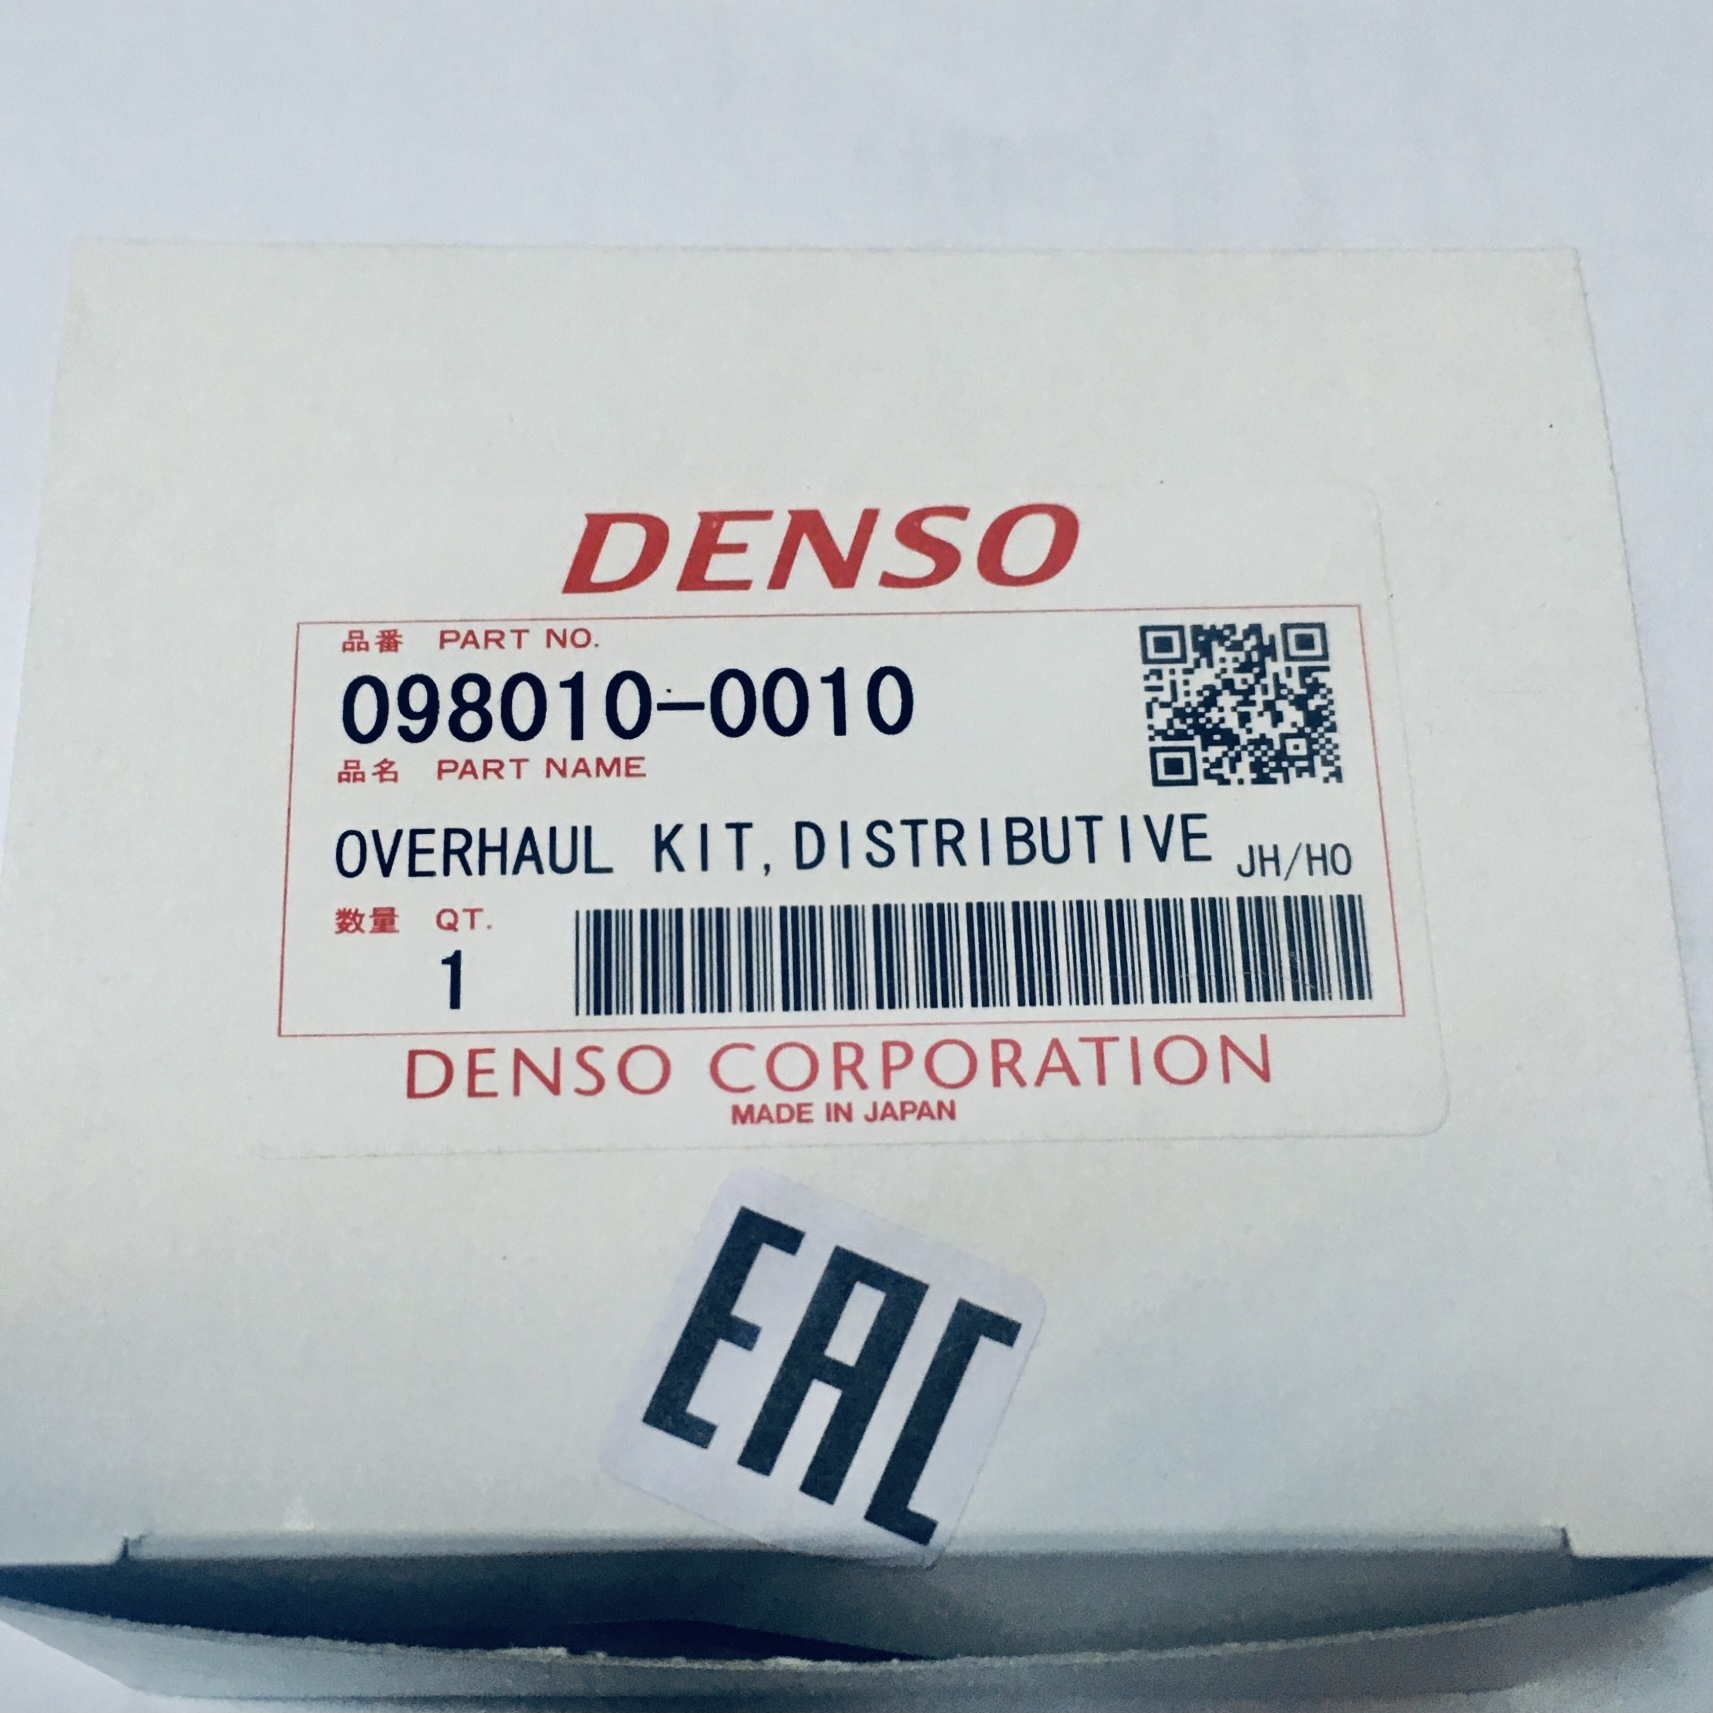 DENSO
品番 PART NO.
098010-0010
品名 PART NAME
OVERHAUL KIT,DISTRIBUTIVE JH/HO
数量 QT.
1
DENSO CORPORATION
MADE IN JAPAN
EAC